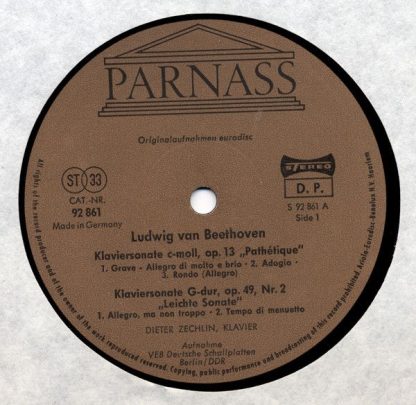 PARNASS
Originalaufnahmen eurodisc
ST 33
CAT.-NR.
92 861
Made in Germany
STEREO
D. P.
S 92 861 A
Side 1
Ludwig van Beethoven
Klaviersonate c-moll, op. 13 „Pathétique"
1. Grave - Allegro di molto e brio - 2. Adagio -
3. Rondo (Allegro)
Klaviersonate G-dur, op. 49, Nr. 2
„Leichte Sonate"
1. Allegro, ma non troppo - 2. Tempo di menuetto
DIETER ZECHLIN, KLAVIER
Aufnahme
VEB Deutsche Schallplatten
Berlin/DDR
All rights of the record producer and of the owner of the work reproduced reserved. Copying, public performance and broadcasting of this record prohibited. Ariola-Eurodisc-Benelux N.V. Haarlem